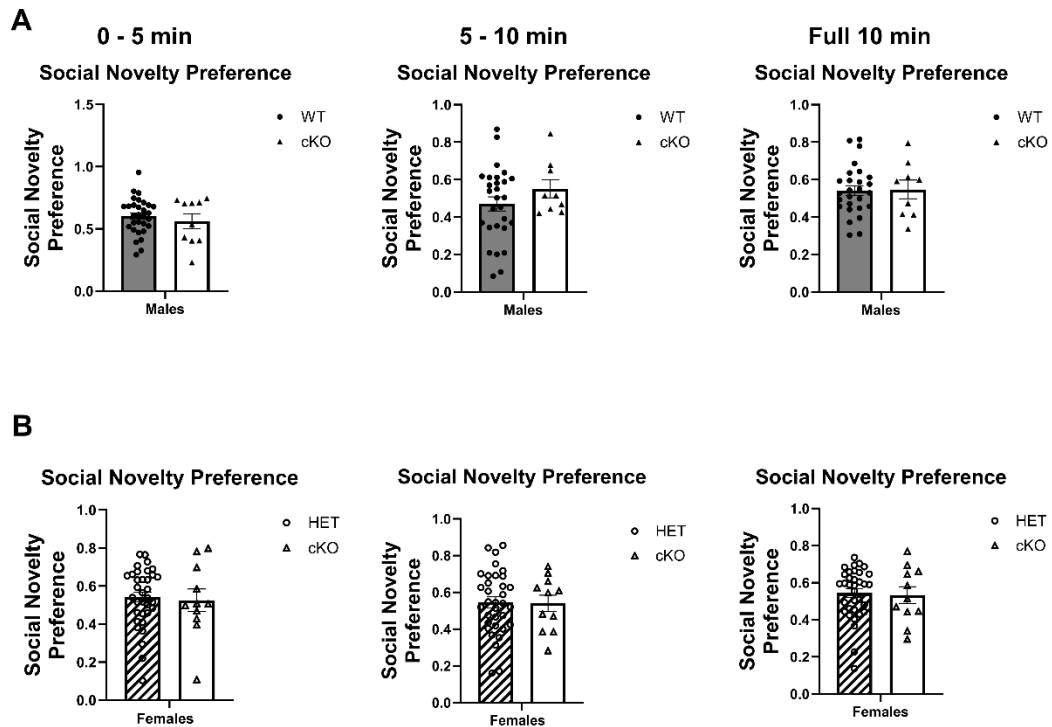 A
0 - 5 min
5 - 10 min
Full 10 min
Social Novelty Preference
Social Novelty Preference
Social Novelty Preference
Social Novelty
Preference
1.5
1.0
0.5
0.0
WT
cKO
Males
Social Novelty
Preference
1.0
0.8
0.6
0.4
0.2
0.0
WT
cKO
Males
Social Novelty
Preference
1.0
0.8
0.6
0.4
0.2
0.0
WT
cKO
Males
B
Social Novelty Preference
Social Novelty Preference
Social Novelty Preference
Social Novelty
Preference
1.0
0.8
0.6
0.4
0.2
0.0
HET
cKO
Females
Social Novelty
Preference
1.0
0.8
0.6
0.4
0.2
0.0
HET
cKO
Females
Social Novelty
Preference
1.0
0.8
0.6
0.4
0.2
0.0
HET
cKO
Females